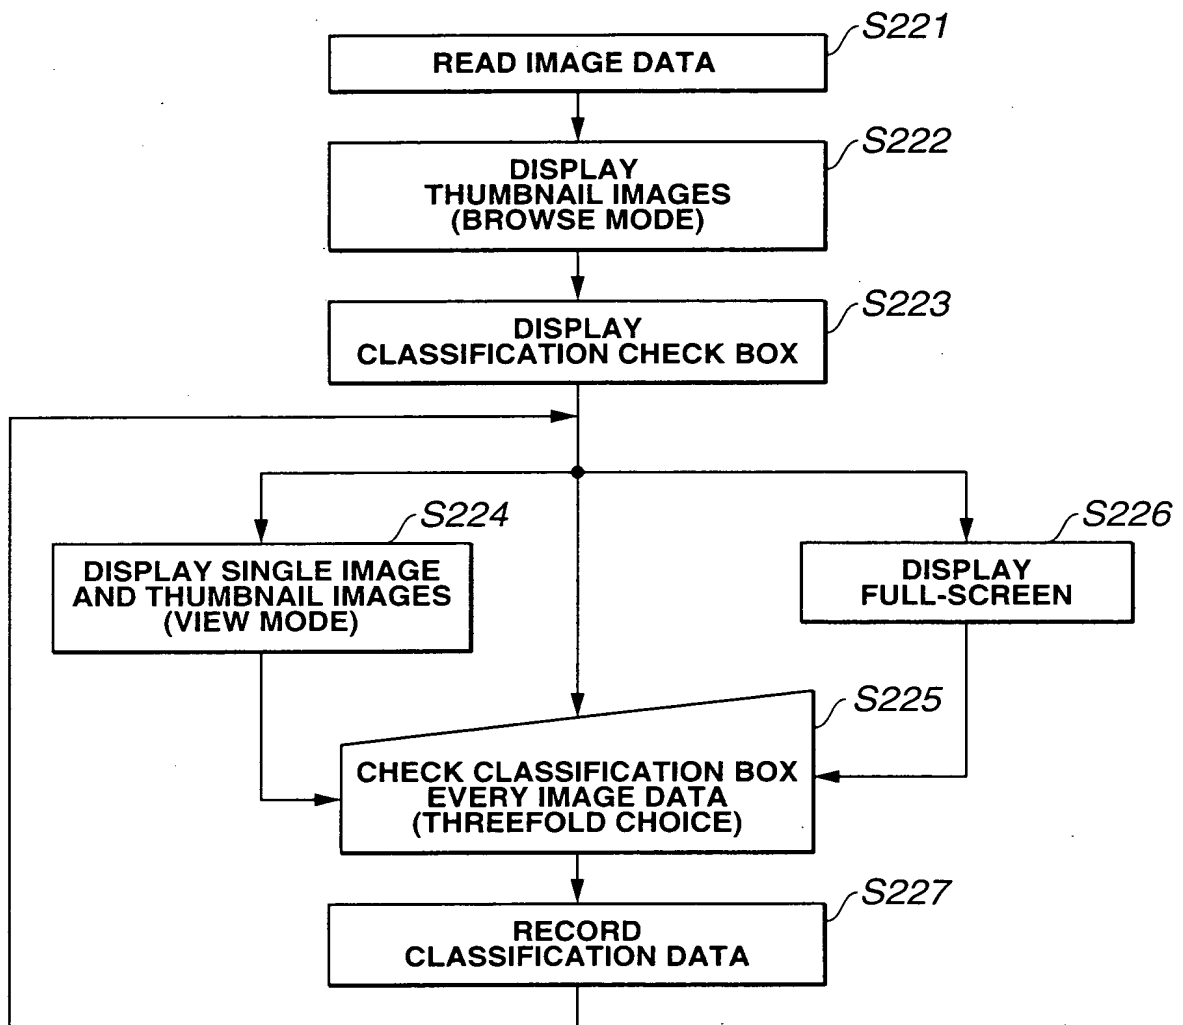 S221
READ IMAGE DATA
S222
DISPLAY
THUMBNAIL IMAGES
(BROWSE MODE)
S223
DISPLAY
CLASSIFICATION CHECK BOX
S224
DISPLAY SINGLE IMAGE
AND THUMBNAIL IMAGES
(VIEW MODE)
S226
DISPLAY
FULL-SCREEN
S225
CHECK CLASSIFICATION BOX
EVERY IMAGE DATA
(THREEFOLD CHOICE)
S227
RECORD
CLASSIFICATION DATA